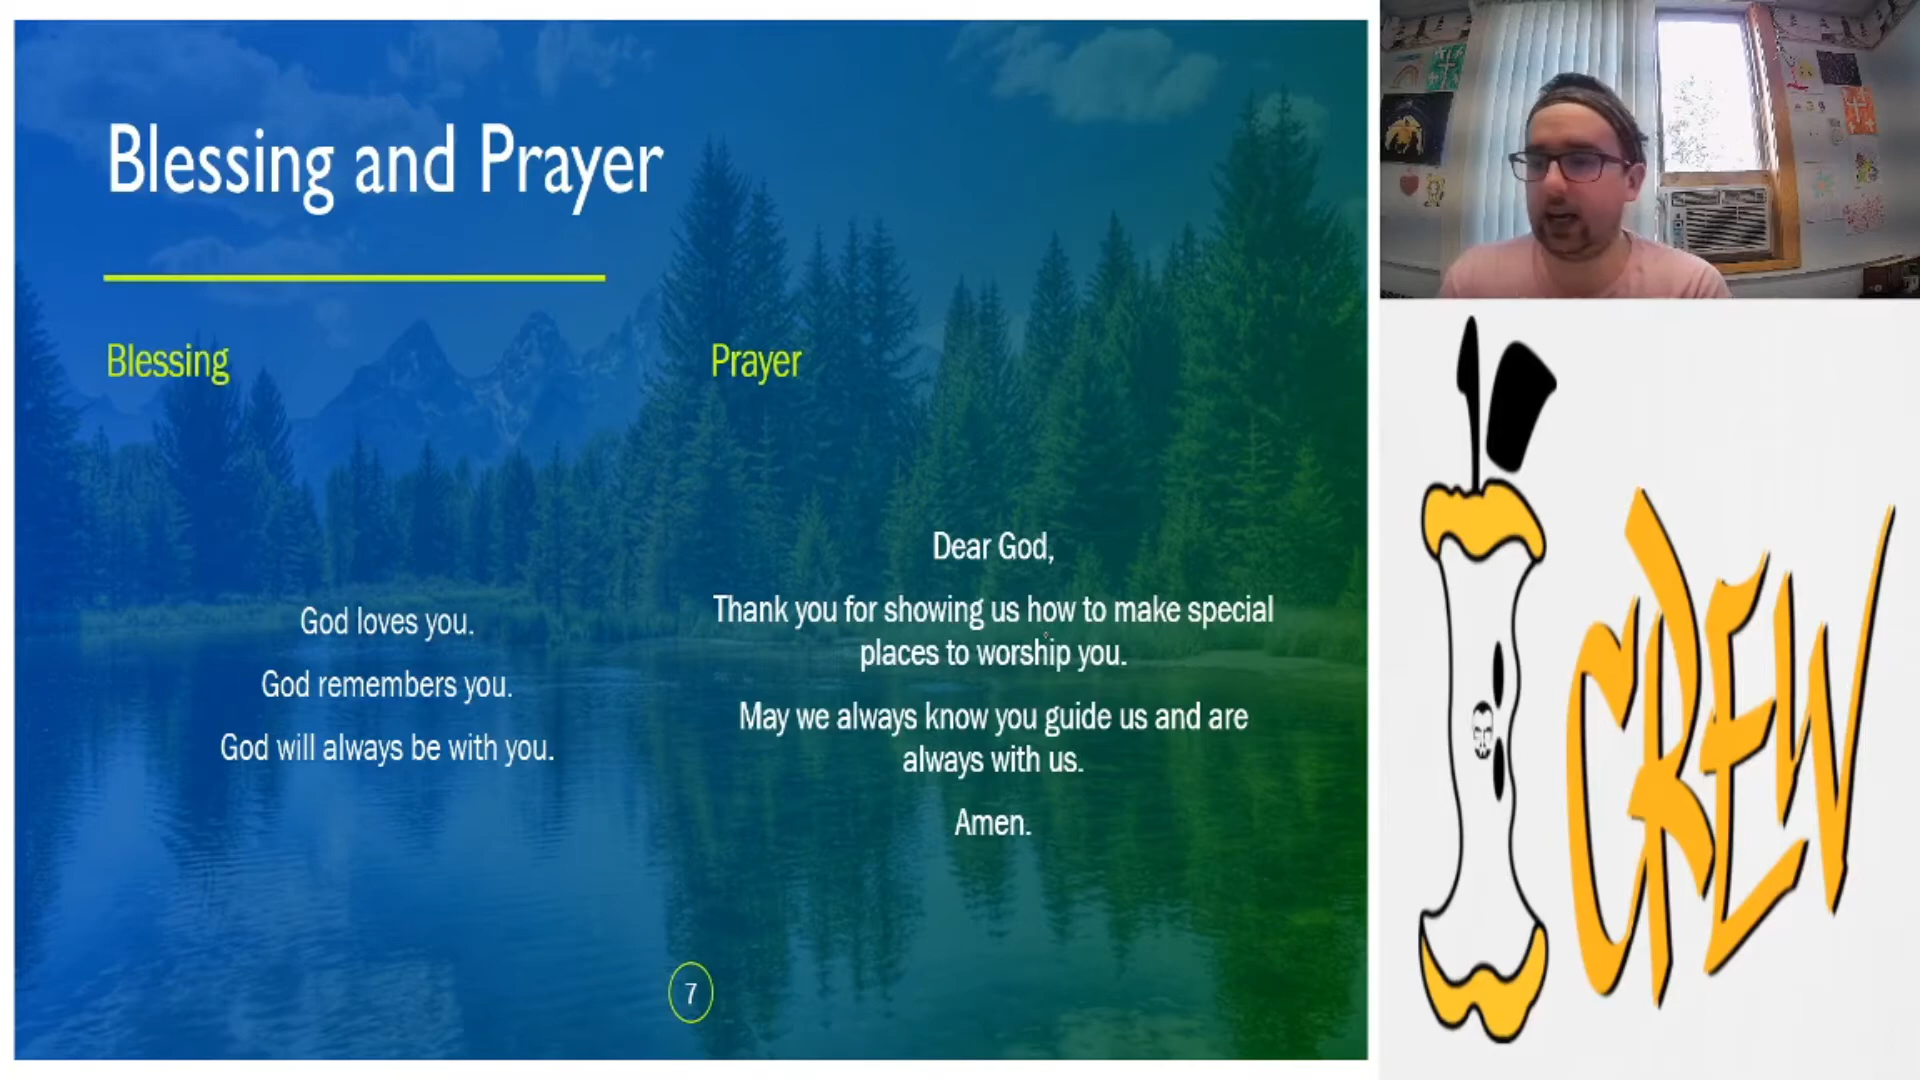 Blessing and Prayer
Blessing
God loves you.
God remembers you.
God will always be with you.
Prayer
Dear God,
Thank you for showing us how to make special
places to worship you.
May we always know you guide us and are
always with us.
Amen.
7
CREW